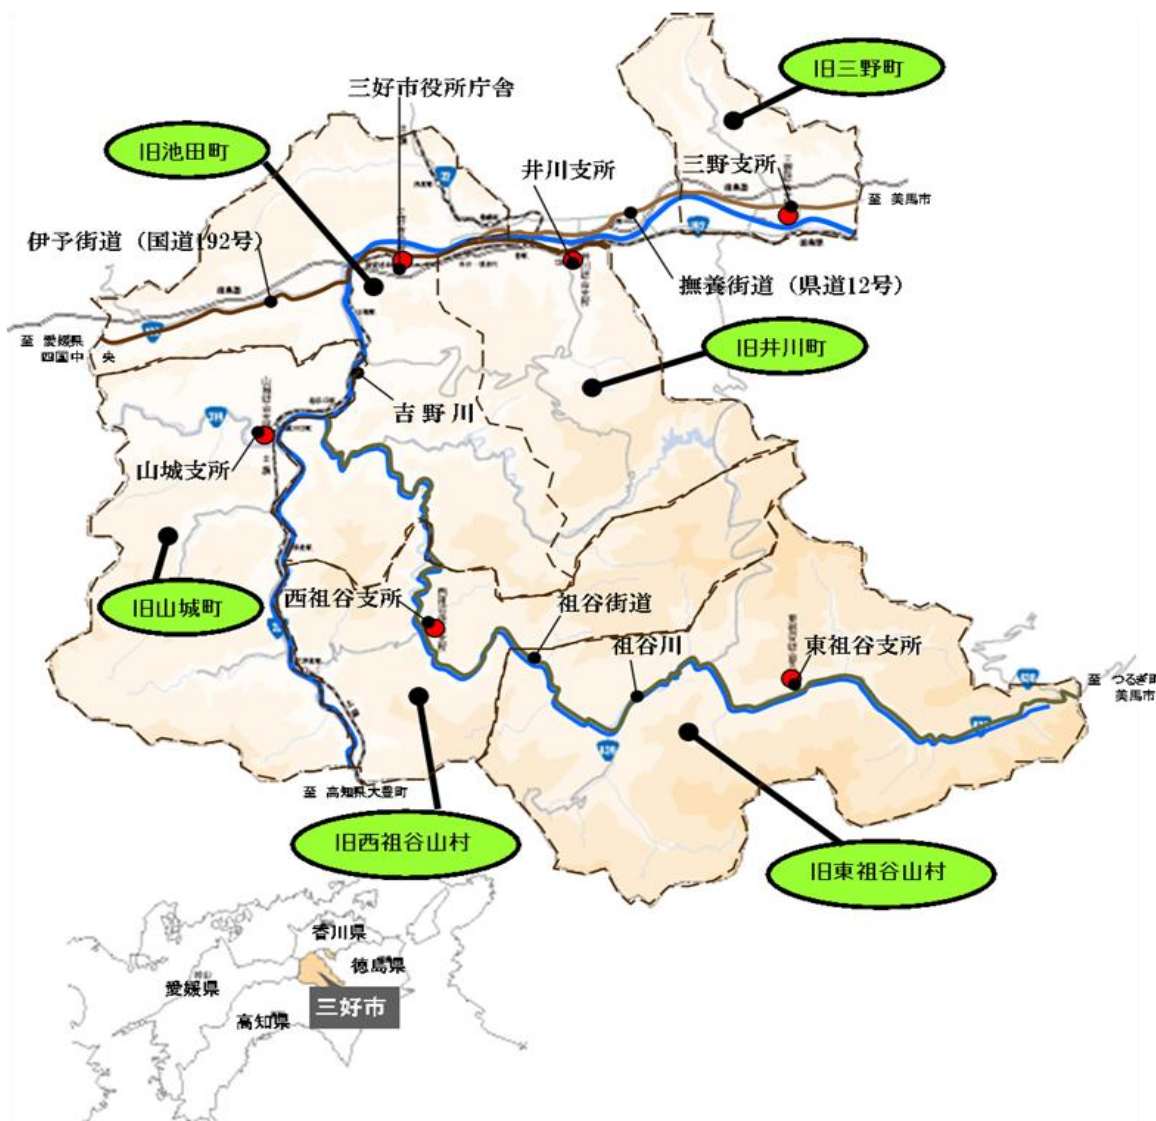 旧三野町
三好市役所庁舎
旧池田町
井川支所
三野支所
至 美馬市
伊予街道（国道192号）
撫養街道（県道12号）
至 愛媛県
四国中 央
旧井川町
吉野川
山城支所
旧山城町
西祖谷支所
祖谷街道
祖谷川
東祖谷支所
至 つるぎ町
美馬市
至 高知県大豊町
旧西祖谷山村
旧東祖谷山村
香川県
徳島県
愛媛県
三好市
高知県